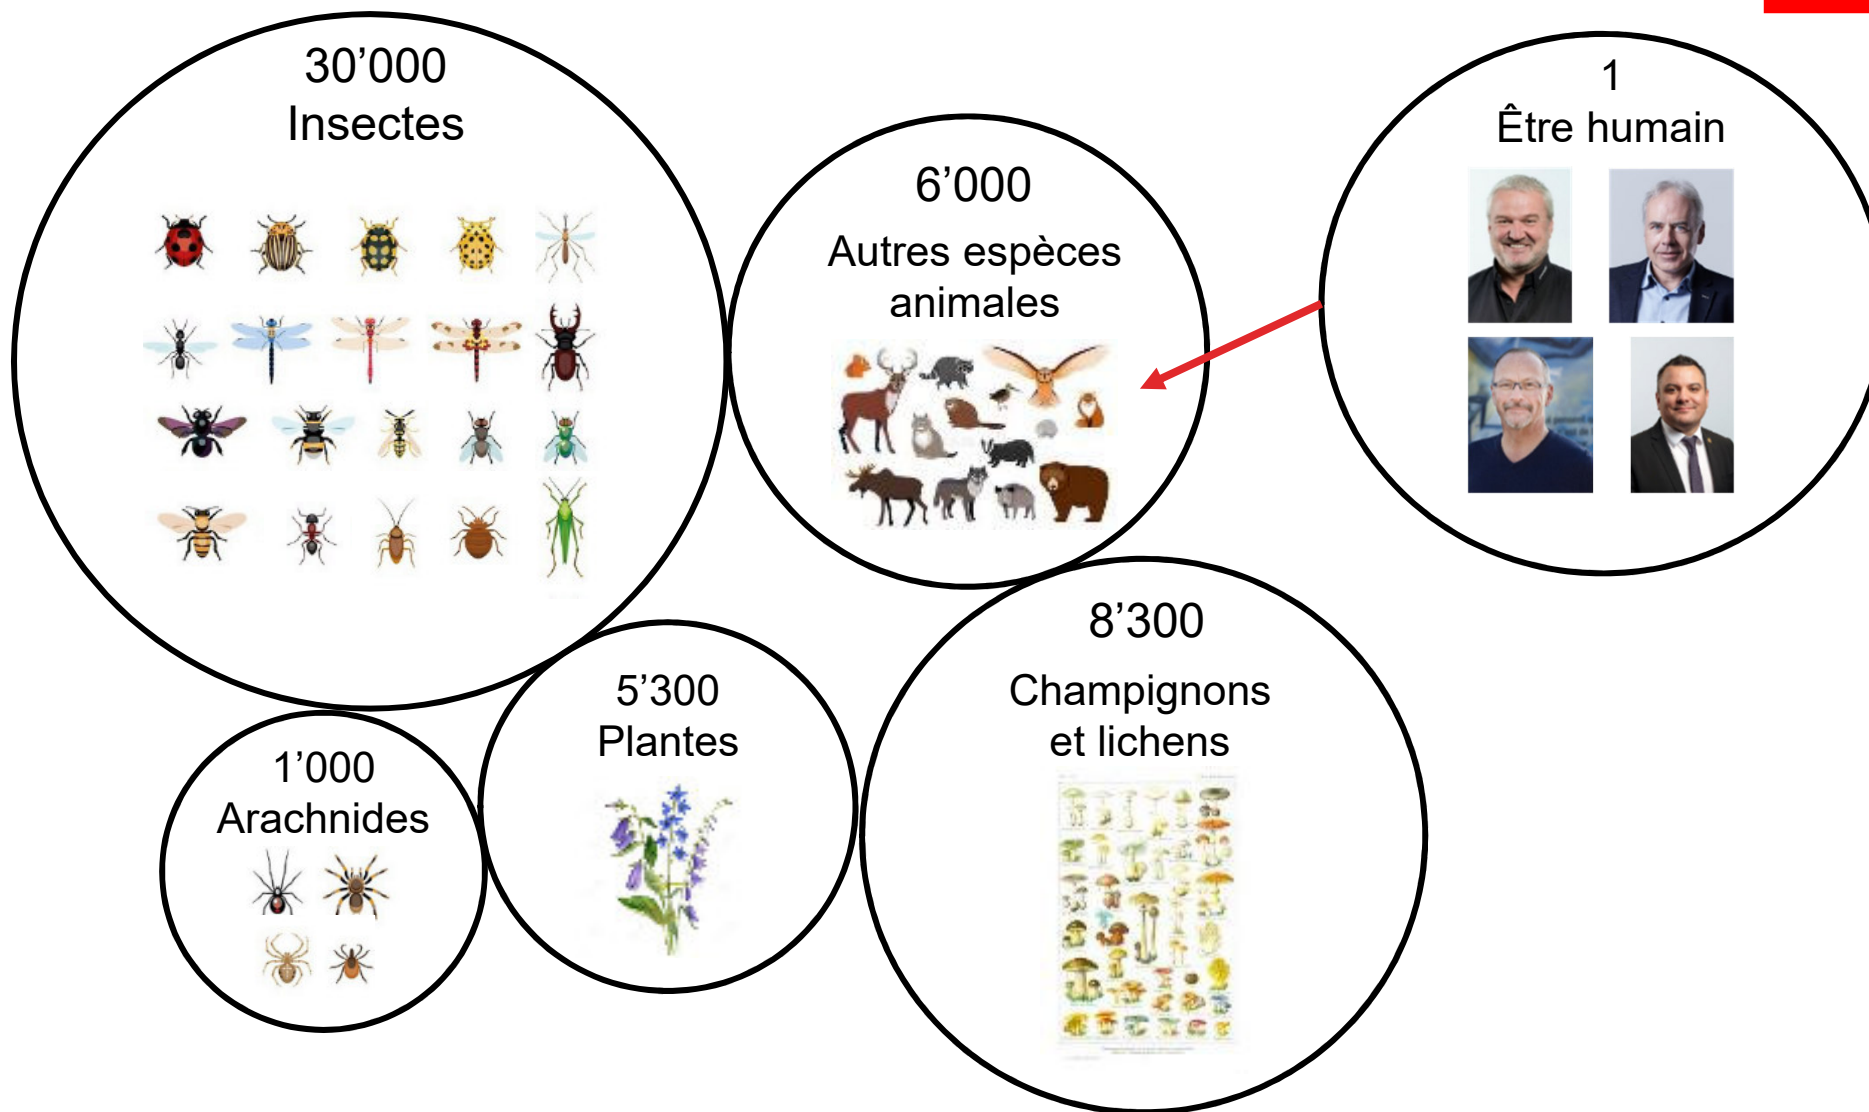 30’000
Insectes
6’000
Autres espèces
animales
1
Être humain
1’000
Arachnides
5’300
Plantes
8’300
Champignons
et lichens